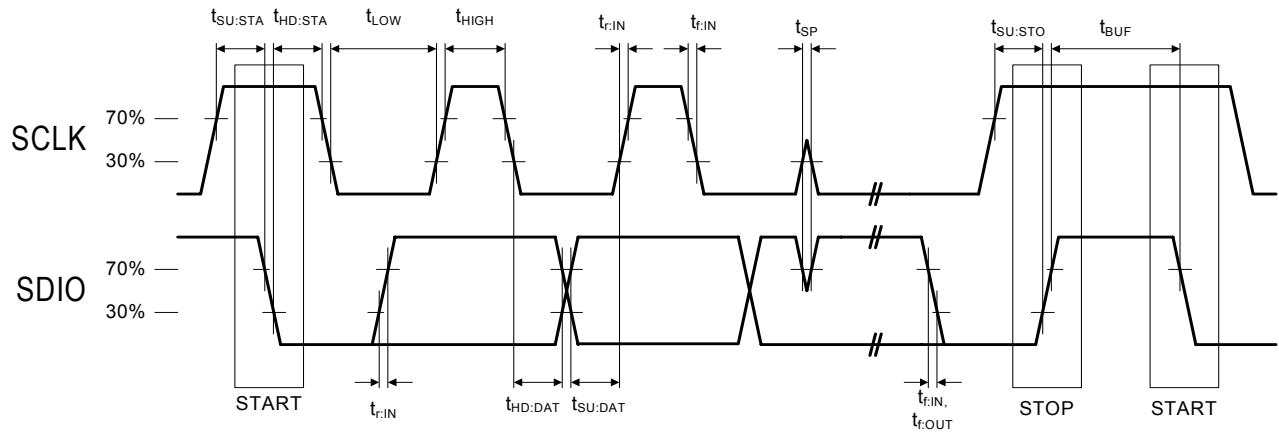 tSU:STA tHD:STA tLOW tHIGH tr:IN tf:IN tSP tSU:STO tBUF
SCLK
70%
30%
SDIO
70%
30%
START
tr:IN
tHD:DAT tSU:DAT
tf:IN,
tf:OUT
STOP
START